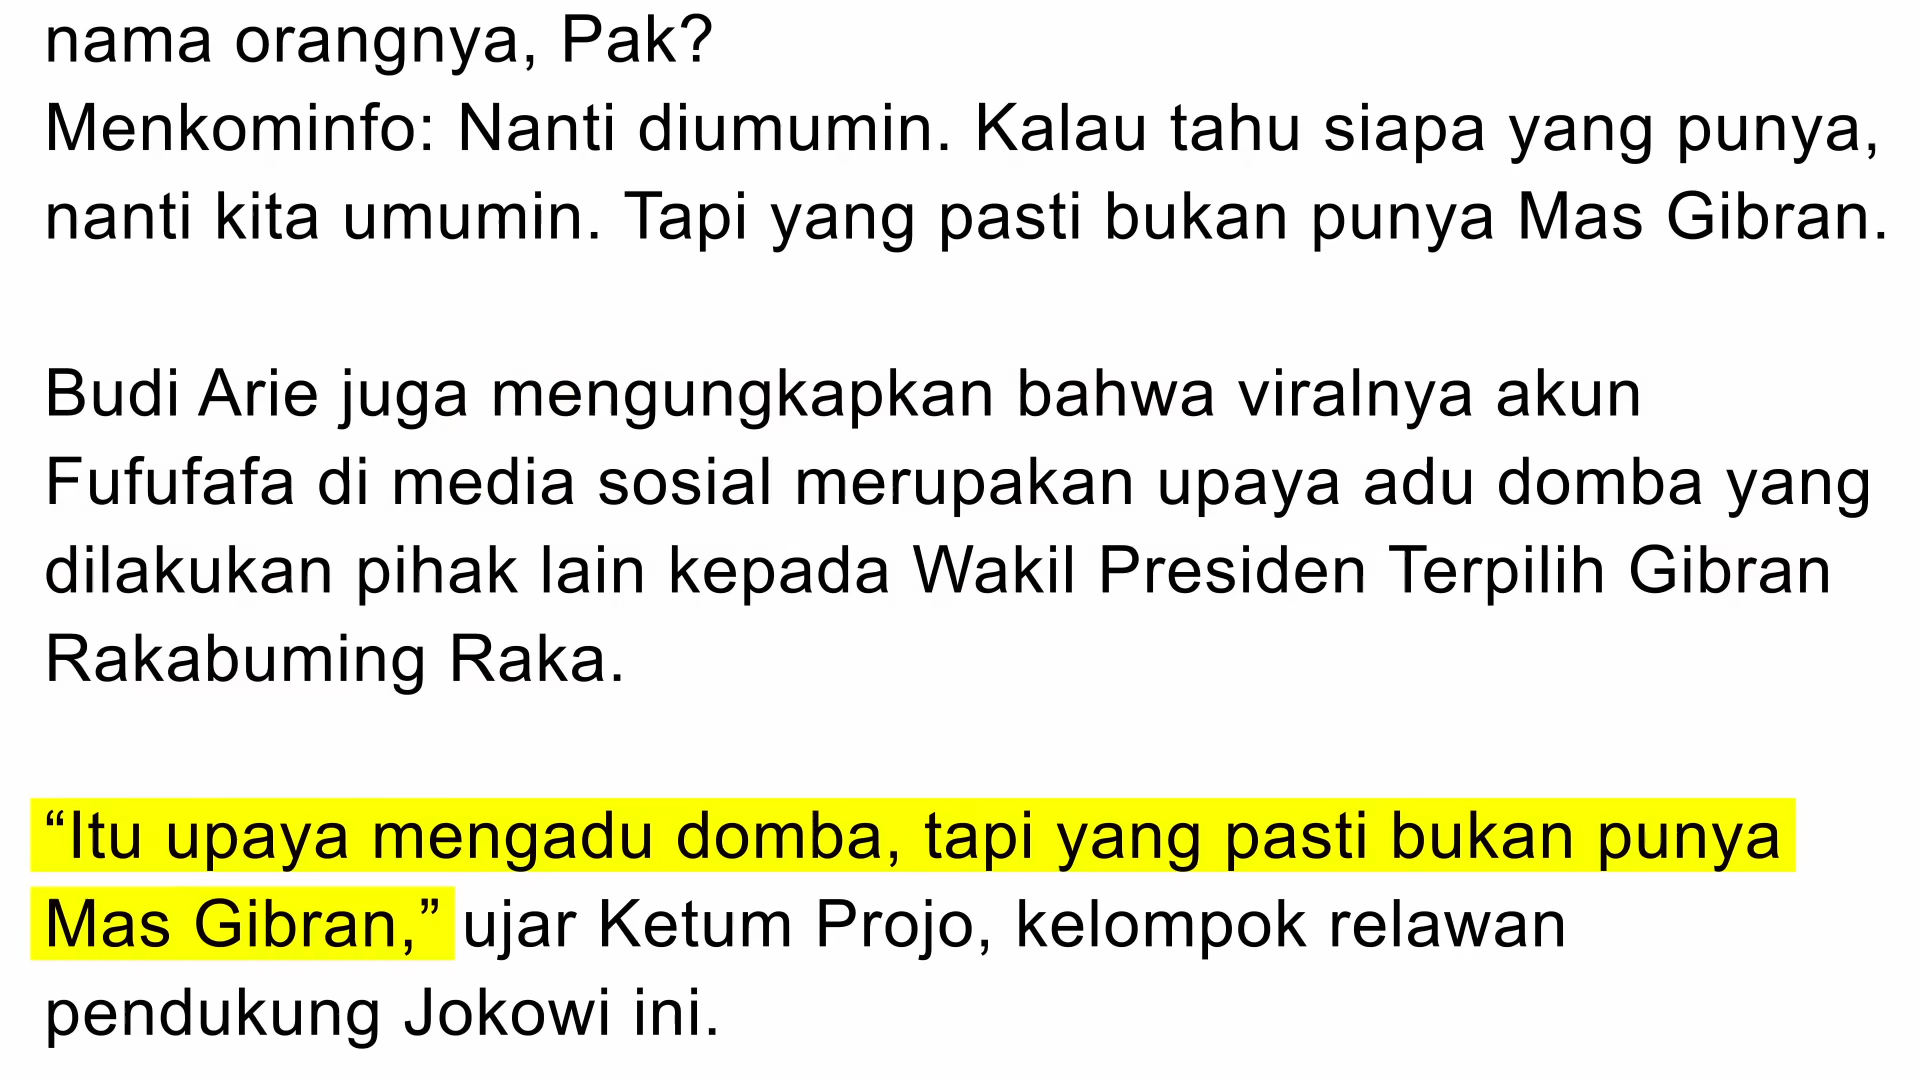 nama orangnya, Pak?
Menkominfo: Nanti diumumin. Kalau tahu siapa yang punya,
nanti kita umumin. Tapi yang pasti bukan punya Mas Gibran.
Budi Arie juga mengungkapkan bahwa viralnya akun
Fufufafa di media sosial merupakan upaya adu domba yang
dilakukan pihak lain kepada Wakil Presiden Terpilih Gibran
Rakabuming Raka.
“Itu upaya mengadu domba, tapi yang pasti bukan punya
Mas Gibran,” ujar Ketum Projo, kelompok relawan
pendukung Jokowi ini.